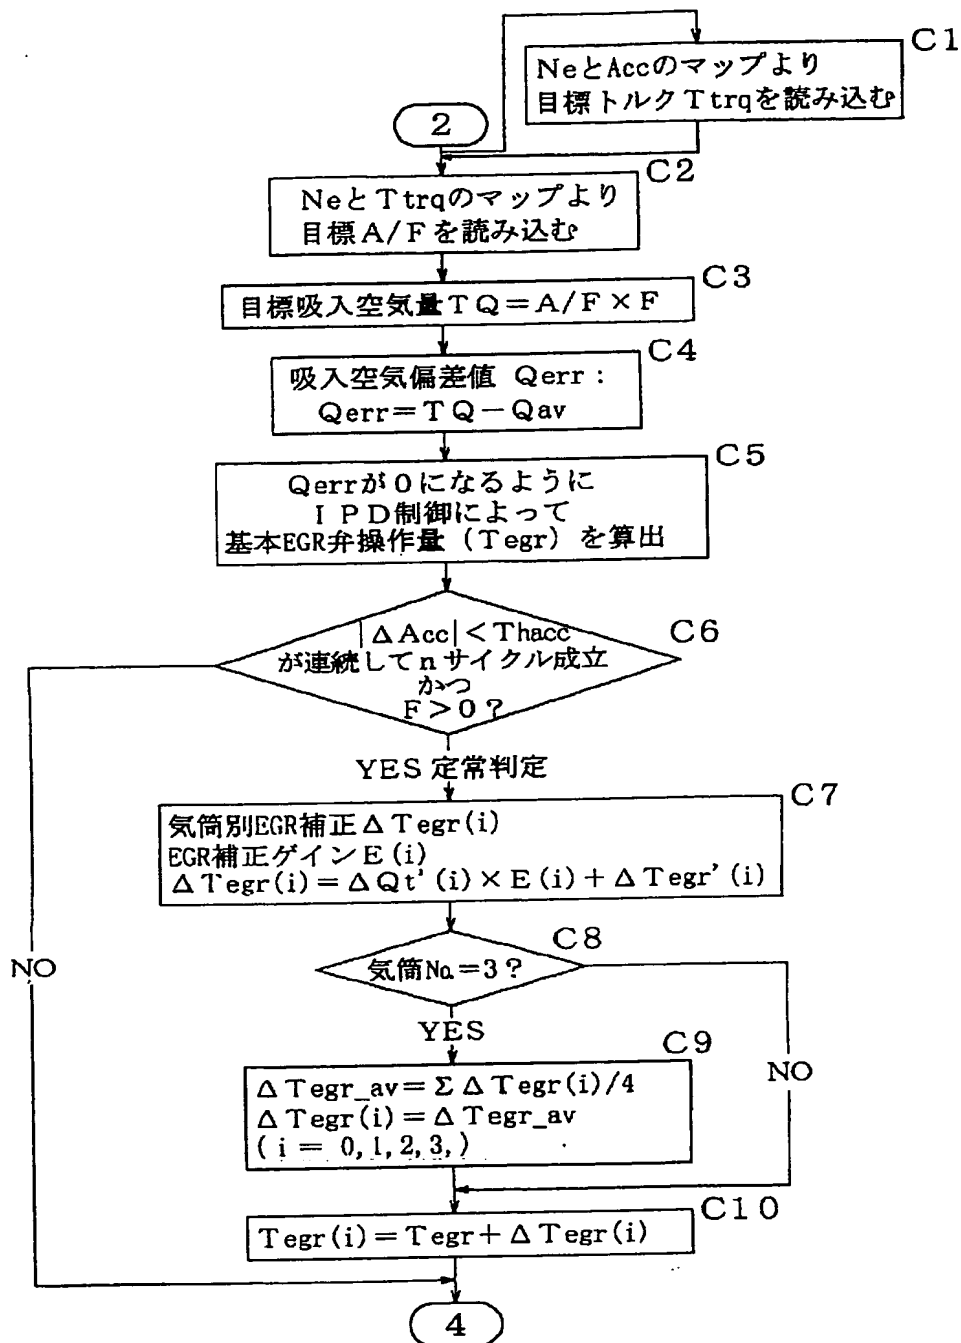 C1
NeとAccのマップより
目標トルクTtrqを読み込む
2
C2
NeとTtrqのマップより
目標A/Fを読み込む
C3
目標吸入空気量TQ=A/F×F
C4
吸入空気偏差値 Qerr:
Qerr=TQ-Qav
C5
Qerrが0になるように
IPD制御によって
基本EGR弁操作量(Tegr)を算出
C6
|ΔAcc|<Thacc
が連続してnサイクル成立
かつ
F>0?
YES 定常判定
C7
気筒別EGR補正ΔTegr(i)
EGR補正ゲインE(i)
ΔTegr(i)=ΔQt'(i)×E(i)+ΔTegr'(i)
C8
気筒No.=3?
NO
YES
C9
NO
ΔTegr_av=ΣΔTegr(i)/4
ΔTegr(i)=ΔTegr_av
(i = 0,1,2,3,)
C10
Tegr(i)=Tegr+ΔTegr(i)
4